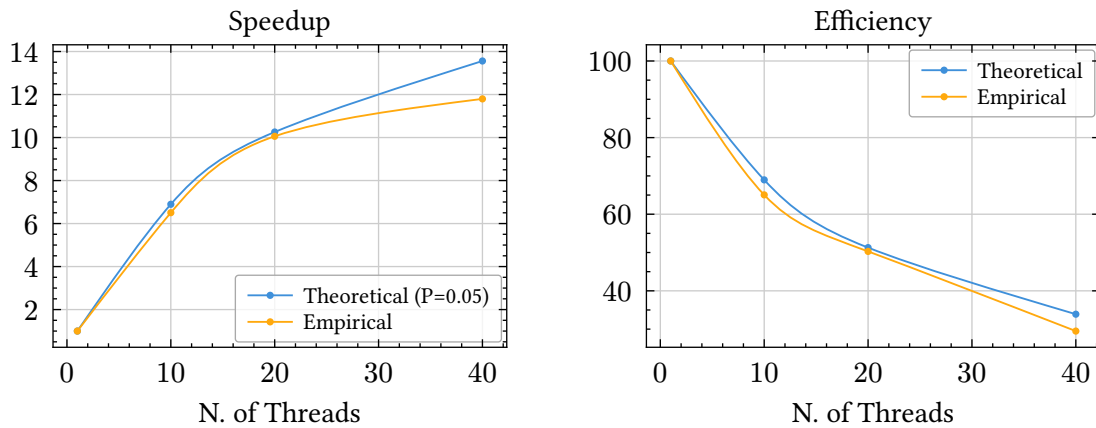 Speedup
14
12
10
8
6
4
2
Theoretical (P=0.05)
Empirical
0 10 20 30 40
N. of Threads
Efficiency
100
80
60
40
Theoretical
Empirical
0 10 20 30 40
N. of Threads